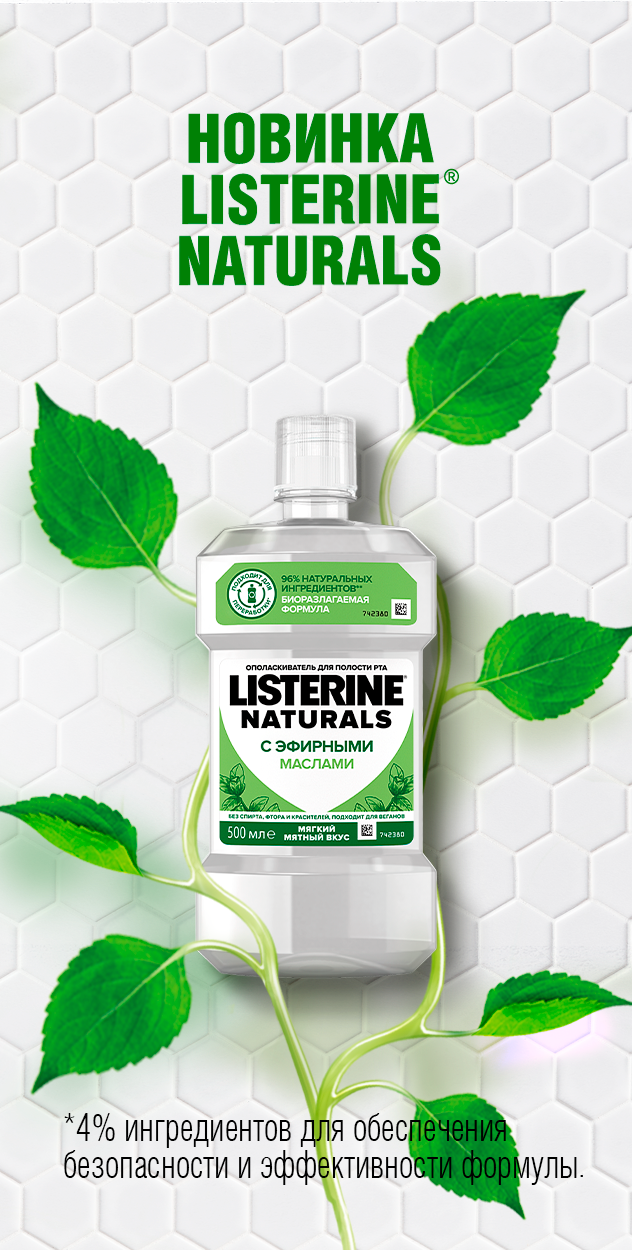 НОВИНКА
LISTERINE®
NATURALS
ПОДХОДИТ ДЛЯ
ПЕРЕРАБОТКИ
96% НАТУРАЛЬНЫХ
ИНГРЕДИЕНТОВ**
БИОРАЗЛАГАЕМАЯ
ФОРМУЛА
742380
ОПОЛАСКИВАТЕЛЬ ДЛЯ ПОЛОСТИ РТА
LISTERINE®
NATURALS
С ЭФИРНЫМИ
МАСЛАМИ
БЕЗ СПИРТА, ФТОРА И КРАСИТЕЛЕЙ, ПОДХОДИТ ДЛЯ ВЕГАНОВ
500 мл℮
МЯГКИЙ
МЯТНЫЙ ВКУС
742380
*4% ингредиентов для обеспечения
безопасности и эффективности формулы.